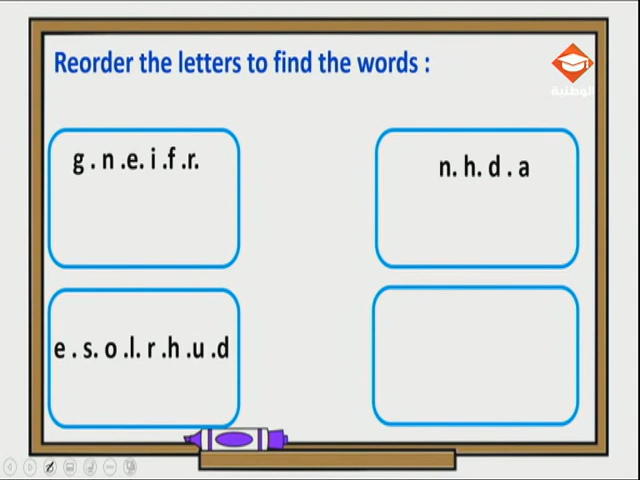 Reorder the letters to find the words :
الوطنية
g . n .e. i .f .r.
n. h. d . a
e . s. o .l. r .h .u .d